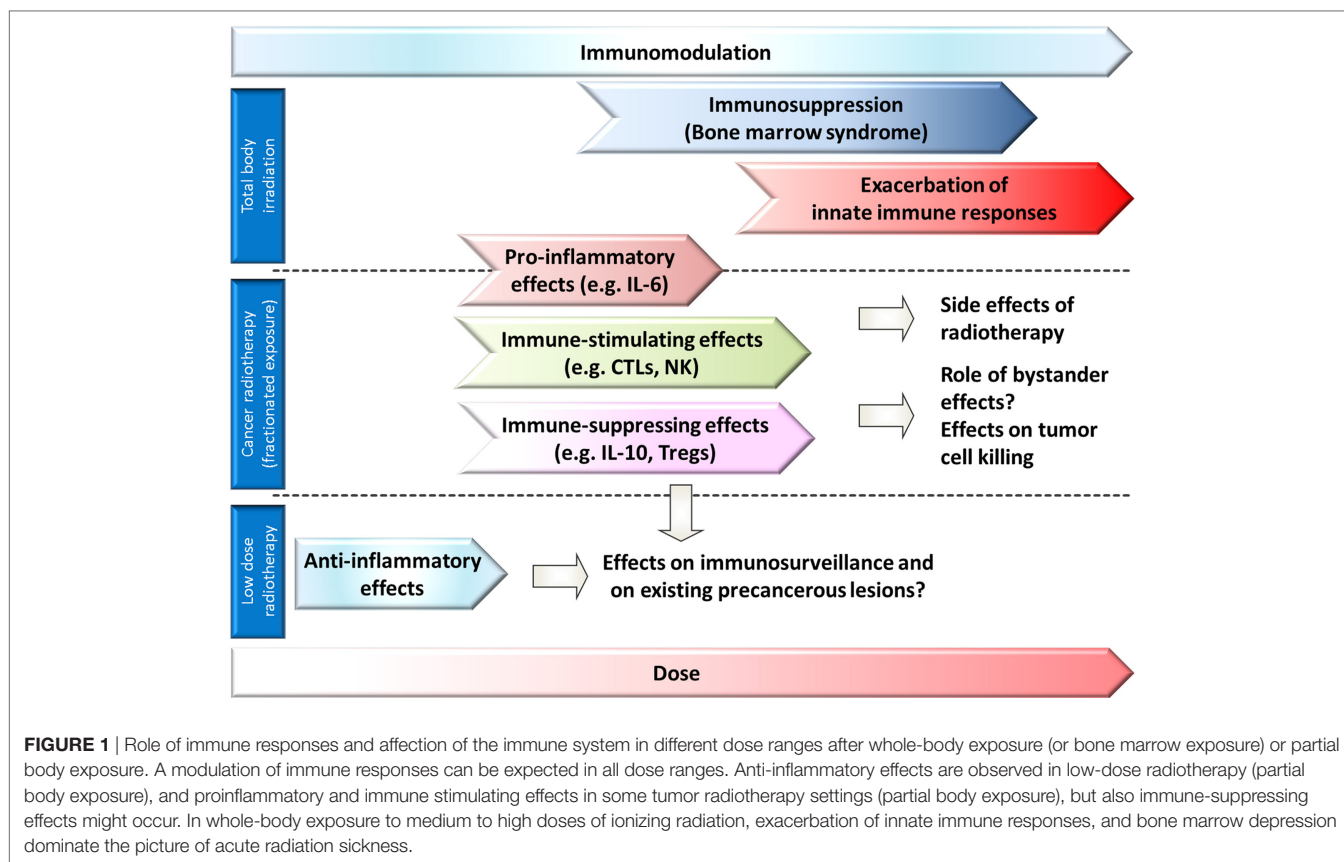 Immunomodulation
Total body
irradiation
Immunosuppression
(Bone marrow syndrome)
Exacerbation of
innate immune responses
Pro-inflammatory
effects (e.g. IL-6)
Cancer radiotherapy
(fractionated exposure)
Immune-stimulating effects
(e.g. CTLs, NK)
Immune-suppressing effects
(e.g. IL-10, Tregs)
Side effects of
radiotherapy
Role of bystander
effects?
Effects on tumor
cell killing
Low dose
radiotherapy
Anti-inflammatory
effects
Effects on immunosurveillance and
on existing precancerous lesions?
Dose
FIGURE 1 | Role of immune responses and affection of the immune system in different dose ranges after whole-body exposure (or bone marrow exposure) or partial
body exposure. A modulation of immune responses can be expected in all dose ranges. Anti-inflammatory effects are observed in low-dose radiotherapy (partial
body exposure), and proinflammatory and immune stimulating effects in some tumor radiotherapy settings (partial body exposure), but also immune-suppressing
effects might occur. In whole-body exposure to medium to high doses of ionizing radiation, exacerbation of innate immune responses, and bone marrow depression
dominate the picture of acute radiation sickness.